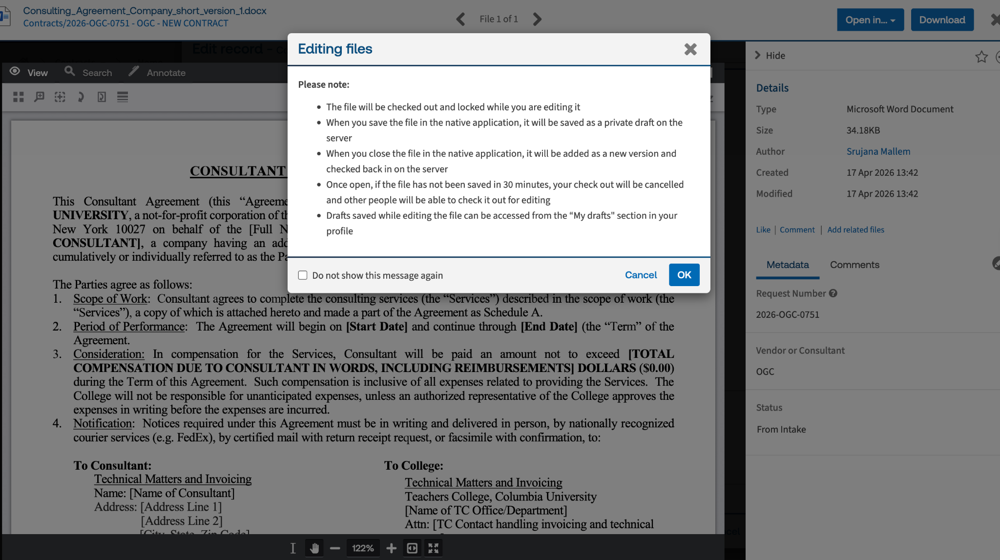 Consulting_Agreement_Company_short_version_1.docx
Contracts/2026-OGC-0751 - OGC - NEW CONTRACT
File 1 of 1
Open in...
Download
Edit record -
View
Search
Annotate
Editing files
Please note:
• The file will be checked out and locked while you are editing it
• When you save the file in the native application, it will be saved as a private draft on the
server
• When you close the file in the native application, it will be added as a new version and
checked back in on the server
• Once open, if the file has not been saved in 30 minutes, your check out will be cancelled
and other people will be able to check it out for editing
• Drafts saved while editing the file can be accessed from the “My drafts" section in your
profile
Do not show this message again
Cancel
OK
CONSULTANT
This Consultant Agreement (this “Agreeme
UNIVERSITY, a not-for-profit corporation of th
New York 10027 on behalf of the [Full N
CONSULTANT], a company having an add
cumulatively or individually referred to as the Pa
The Parties agree as follows:
1. Scope of Work: Consultant agrees to complete the consulting services (the “Services”) described in the scope of work (the
“Services”), a copy of which is attached hereto and made a part of the Agreement as Schedule A.
2. Period of Performance: The Agreement will begin on [Start Date] and continue through [End Date] (the “Term” of the
Agreement.
3. Consideration: In compensation for the Services, Consultant will be paid an amount not to exceed [TOTAL
COMPENSATION DUE TO CONSULTANT IN WORDS, INCLUDING REIMBURSEMENTS] DOLLARS ($0.00)
during the Term of this Agreement. Such compensation is inclusive of all expenses related to providing the Services. The
College will not be responsible for unanticipated expenses, unless an authorized representative of the College approves the
expenses in writing before the expenses are incurred.
4. Notification: Notices required under this Agreement must be in writing and delivered in person, by nationally recognized
courier services (e.g. FedEx), by certified mail with return receipt request, or facsimile with confirmation, to:
To Consultant:
Technical Matters and Invoicing
Name: [Name of Consultant]
Address: [Address Line 1]
[Address Line 2]
[City, State, Zip Code]
To College:
Technical Matters and Invoicing
Teachers College, Columbia University
[Name of TC Office/Department]
Attn: [TC Contact handling invoicing and technical
122%
Hide
Details
Type Microsoft Word Document
Size 34.18KB
Author Srujana Mallem
Created 17 Apr 2026 13:42
Modified 17 Apr 2026 13:42
Like | Comment | Add related files
Metadata Comments
Request Number
2026-OGC-0751
Vendor or Consultant
OGC
Status
From Intake